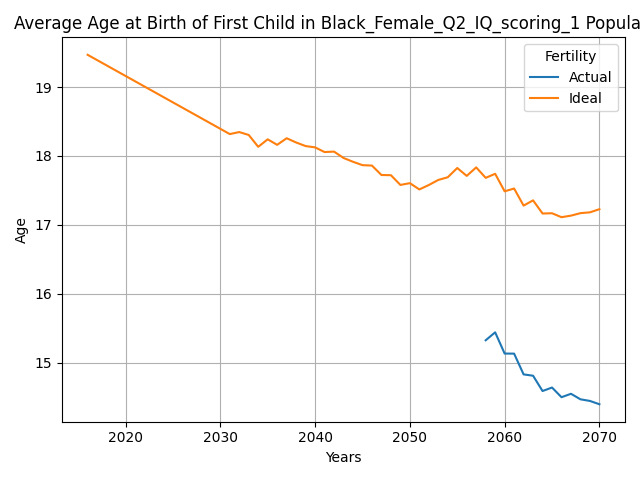 Average Age at Birth of First Child in Black_Female_Q2_IQ_scoring_1 Popula
Fertility
Actual
Ideal
19
18
17
16
15
Age
2020 2030 2040 2050 2060 2070
Years